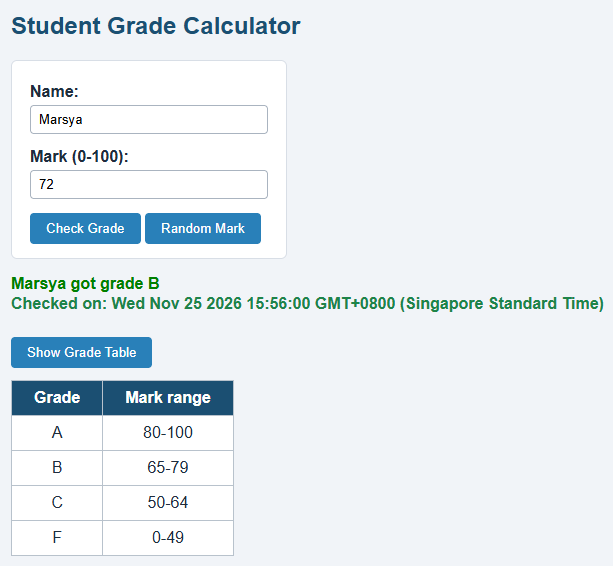 Student Grade Calculator
Name:
Marsya
Mark (0-100):
72
Check Grade Random Mark
Marsya got grade B
Checked on: Wed Nov 25 2026 15:56:00 GMT+0800 (Singapore Standard Time)
Show Grade Table
Grade Mark range
A 80-100
B 65-79
C 50-64
F 0-49